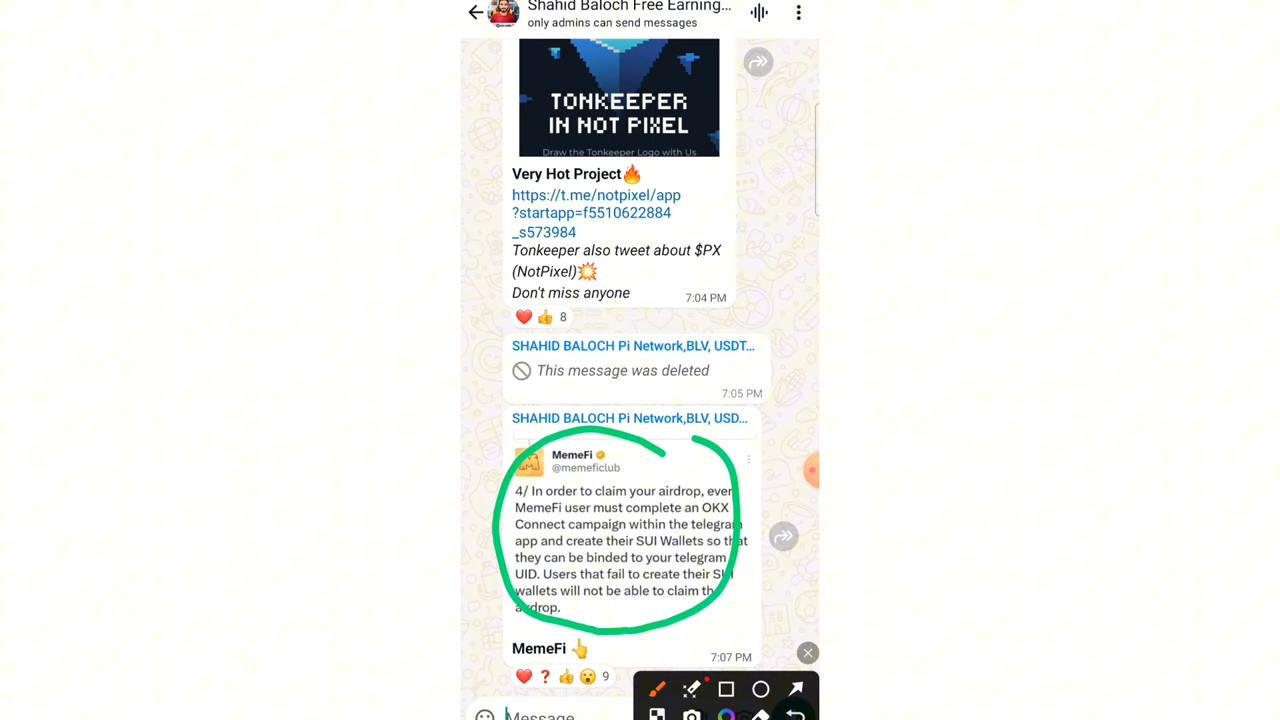 Shahid Baloch Free Earning...
only admins can send messages
TONKEEPER
IN NOT PIXEL
Draw the Tonkeeper Logo with Us
Very Hot Project🔥
https://t.me/notpixel/app
?startapp=f5510622884
_s573984
Tonkeeper also tweet about $PX
(NotPixel)💥
Don't miss anyone
7:04 PM
❤️👍 8
SHAHID BALOCH Pi Network,BLV, USDT...
This message was deleted
7:05 PM
SHAHID BALOCH Pi Network,BLV, USD...
MemeFi
@memeficlub
4/ In order to claim your airdrop, ever
MemeFi user must complete an OKX
Connect campaign within the telegram
app and create their SUI Wallets so that
they can be binded to your telegram
UID. Users that fail to create their SUI
wallets will not be able to claim th
airdrop.
MemeFi 👆
7:07 PM
❤️❓👍😮 9
Message